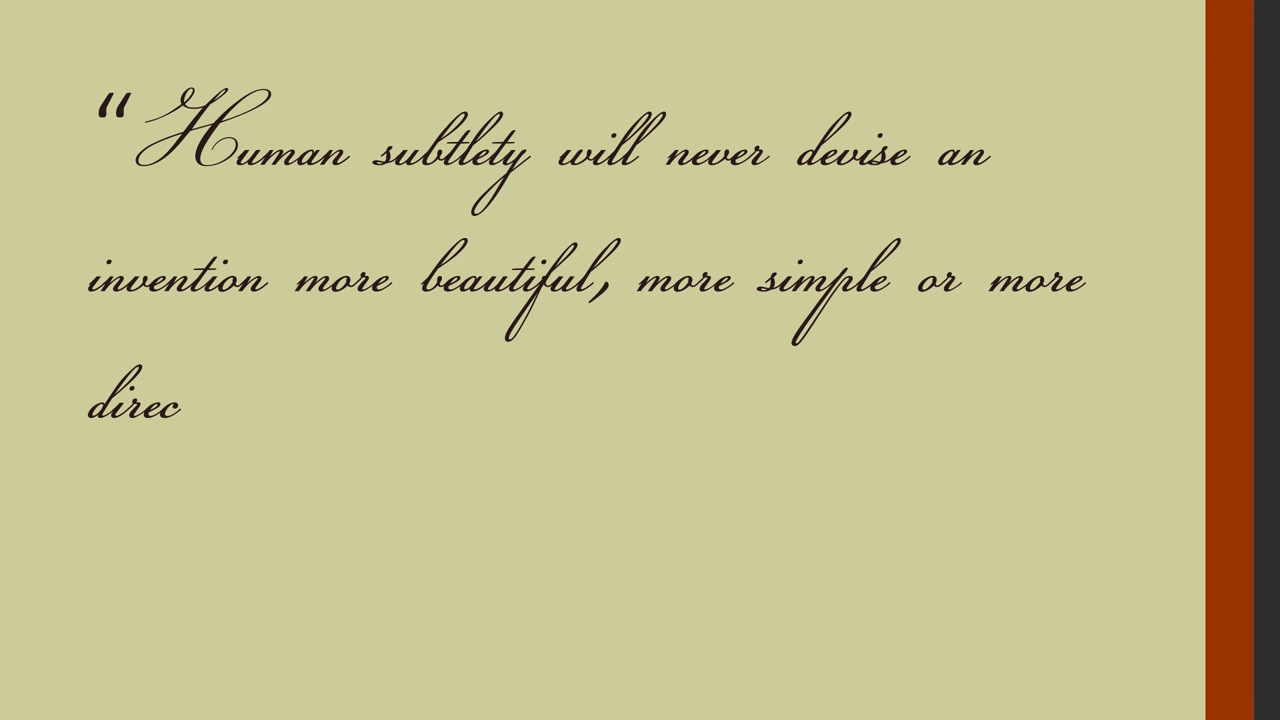 “Human subtlety will never devise an
invention more beautiful, more simple or more
direc